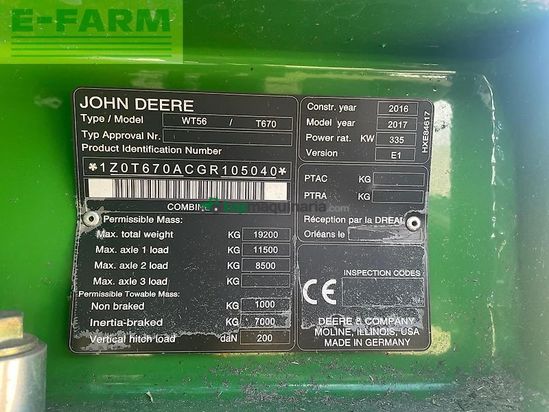 E-FARM
JOHN DEERE
Type / Model WT56 / T670
Typ Approval Nr.
Product Identification Number
*1Z0T670ACGR105040*
COMBINE
Permissible Mass:
Max. total weight KG 19200
Max. axle 1 load KG 11500
Max. axle 2 load KG 8500
Max. axle 3 load KG
Permissible Towable Mass:
Non braked KG 1000
Inertia-braked KG 7000
Vertical hitch load daN 200
Constr. year 2016
Model year 2017
Power rat. KW 335
Version E1
HXE84617
PTAC KG
PTRA KG
Réception par la DREAL
Orléans le
INSPECTION CODES
CE
DEERE & COMPANY
MOLINE, ILLINOIS, USA
MADE IN GERMANY